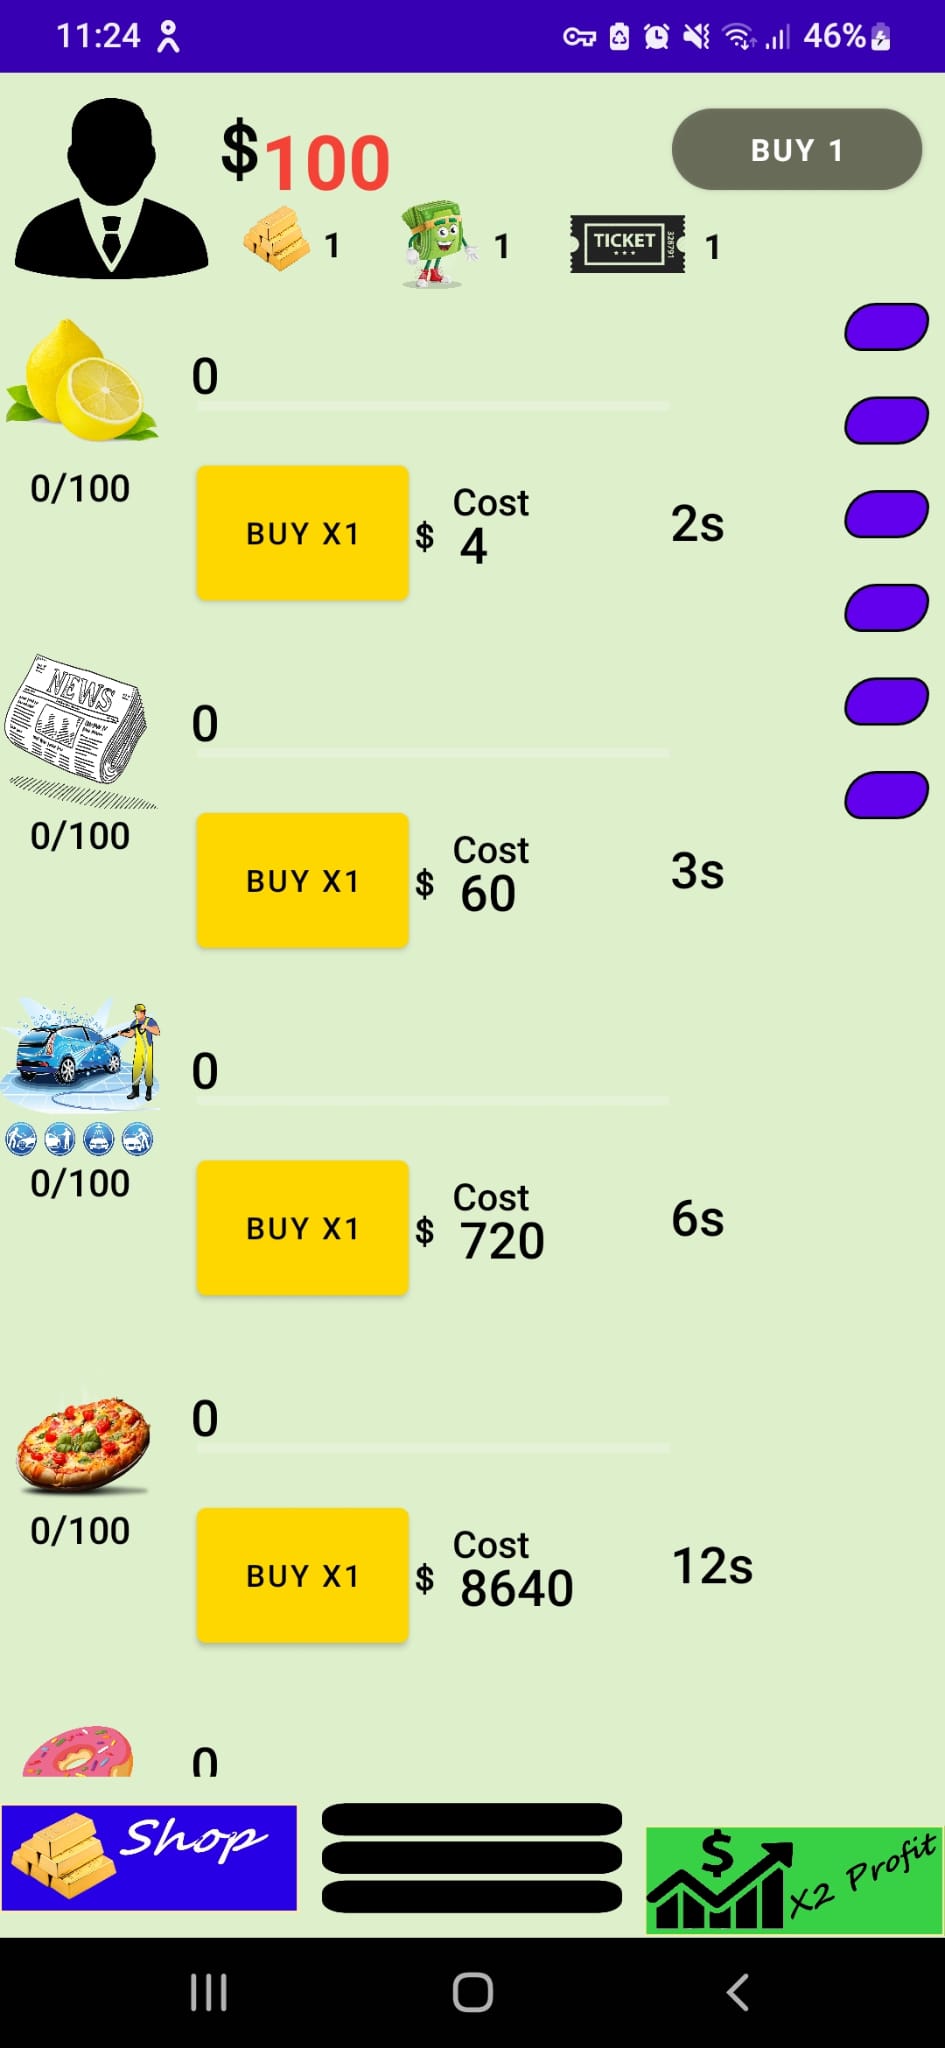 11:24
46%
$100
BUY 1
1
1
TICKET
328791
1
0
0/100
BUY X1
Cost
$ 4
2s
NEWS
0
0/100
BUY X1
Cost
$ 60
3s
0
0/100
BUY X1
Cost
$ 720
6s
0
0/100
BUY X1
Cost
$ 8640
12s
0
Shop
$
X2 Profit